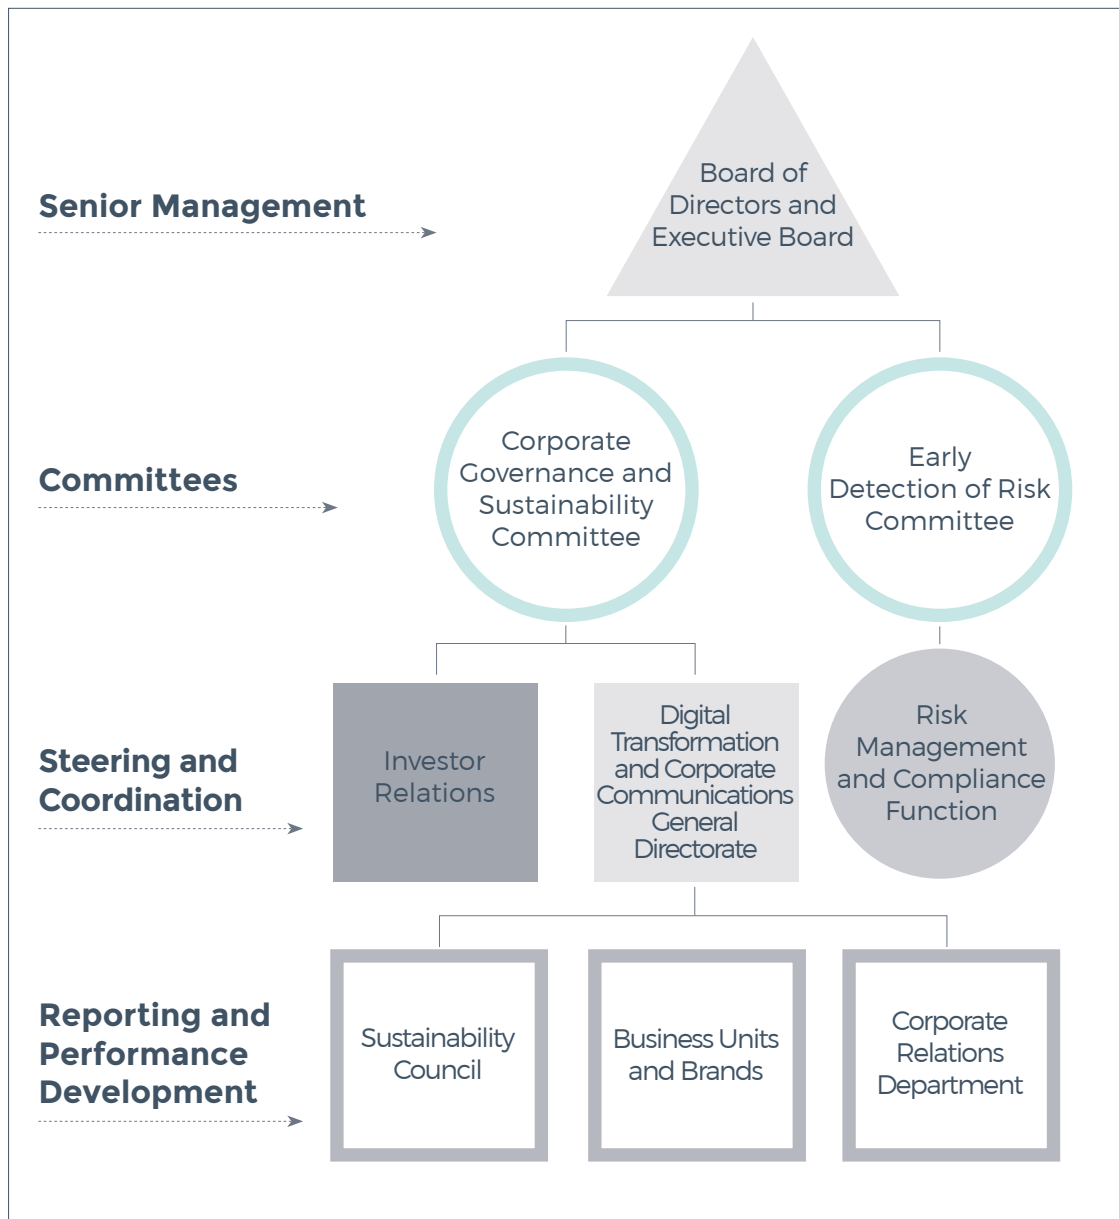 Senior Management
Board of
Directors and
Executive Board
Committees
Corporate
Governance and
Sustainability
Committee
Early
Detection of Risk
Committee
Steering and
Coordination
Investor
Relations
Digital
Transformation
and Corporate
Communications
General
Directorate
Risk
Management
and Compliance
Function
Reporting and
Performance
Development
Sustainability
Council
Business Units
and Brands
Corporate
Relations
Department